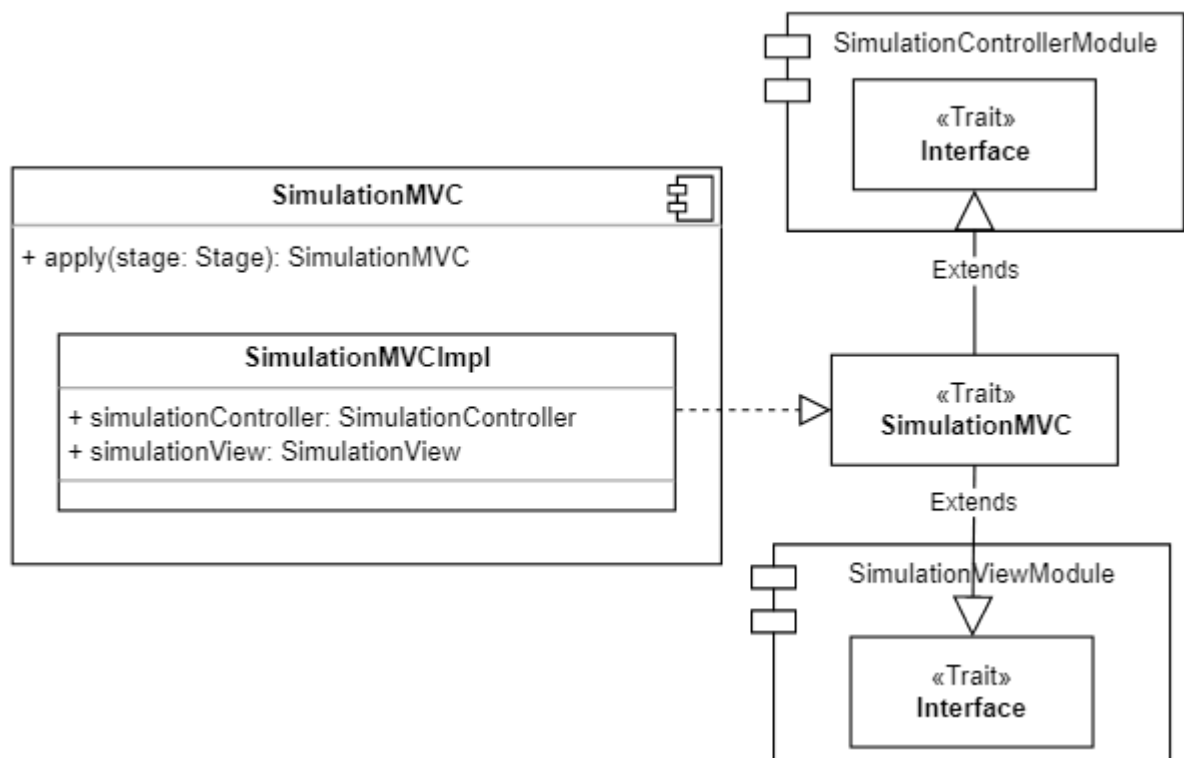 SimulationControllerModule
«Trait»
Interface
SimulationMVC
+ apply(stage: Stage): SimulationMVC
Extends
SimulationMVCImpl
+ simulationController: SimulationController
+ simulationView: SimulationView
«Trait»
SimulationMVC
Extends
SimulationViewModule
«Trait»
Interface